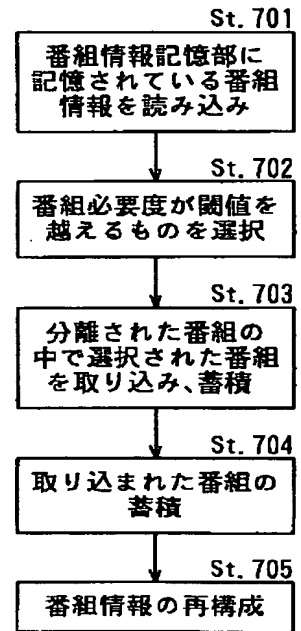 St. 701
番組情報記憶部に
記憶されている番組
情報を読み込み
St. 702
番組必要度が閾値を
越えるものを選択
St. 703
分離された番組の
中で選択された番組
を取り込み、蓄積
St. 704
取り込まれた番組の
蓄積
St. 705
番組情報の再構成